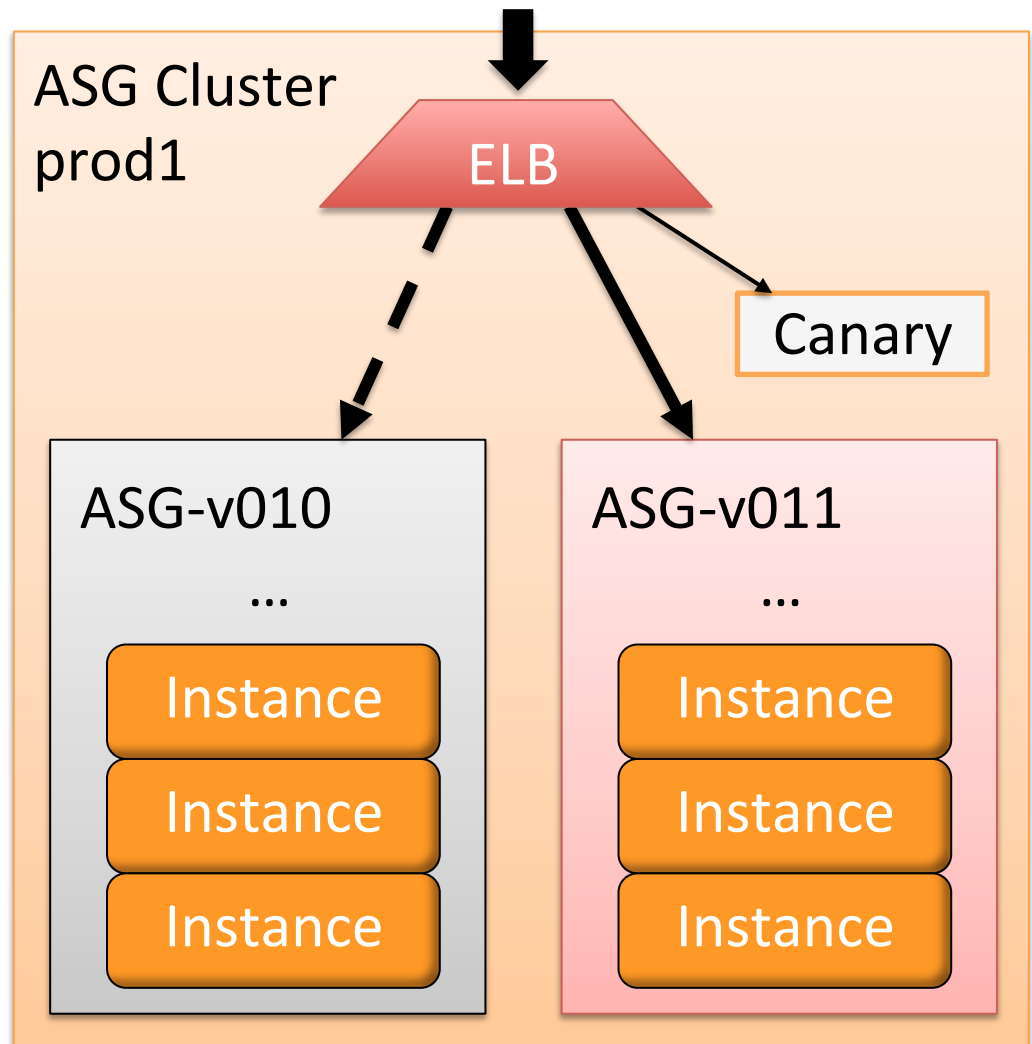 ASG Cluster
prod1
ELB
Canary
ASG-v010
...
Instance
Instance
Instance
ASG-v011
...
Instance
Instance
Instance